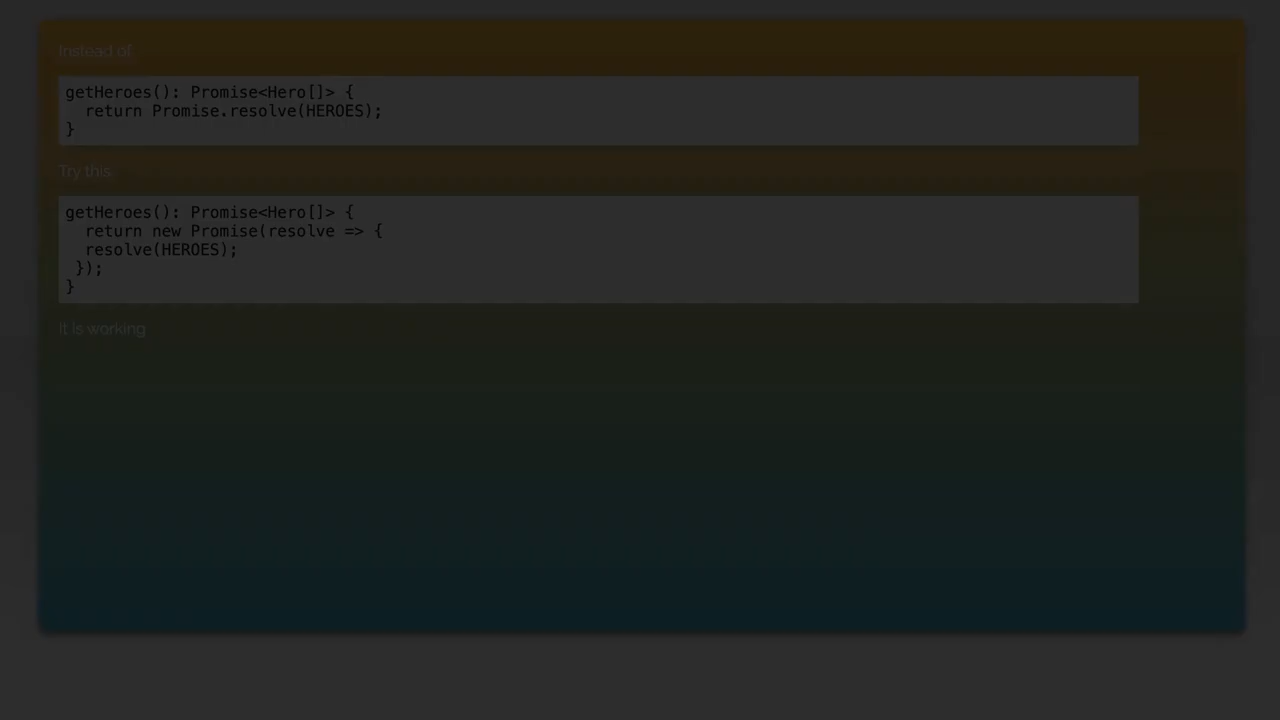 Instead of:
getHeroes(): Promise<Hero[]> {
  return Promise.resolve(HEROES);
}
Try this:
getHeroes(): Promise<Hero[]> {
  return new Promise(resolve => {
  resolve(HEROES);
 });
}
It is working